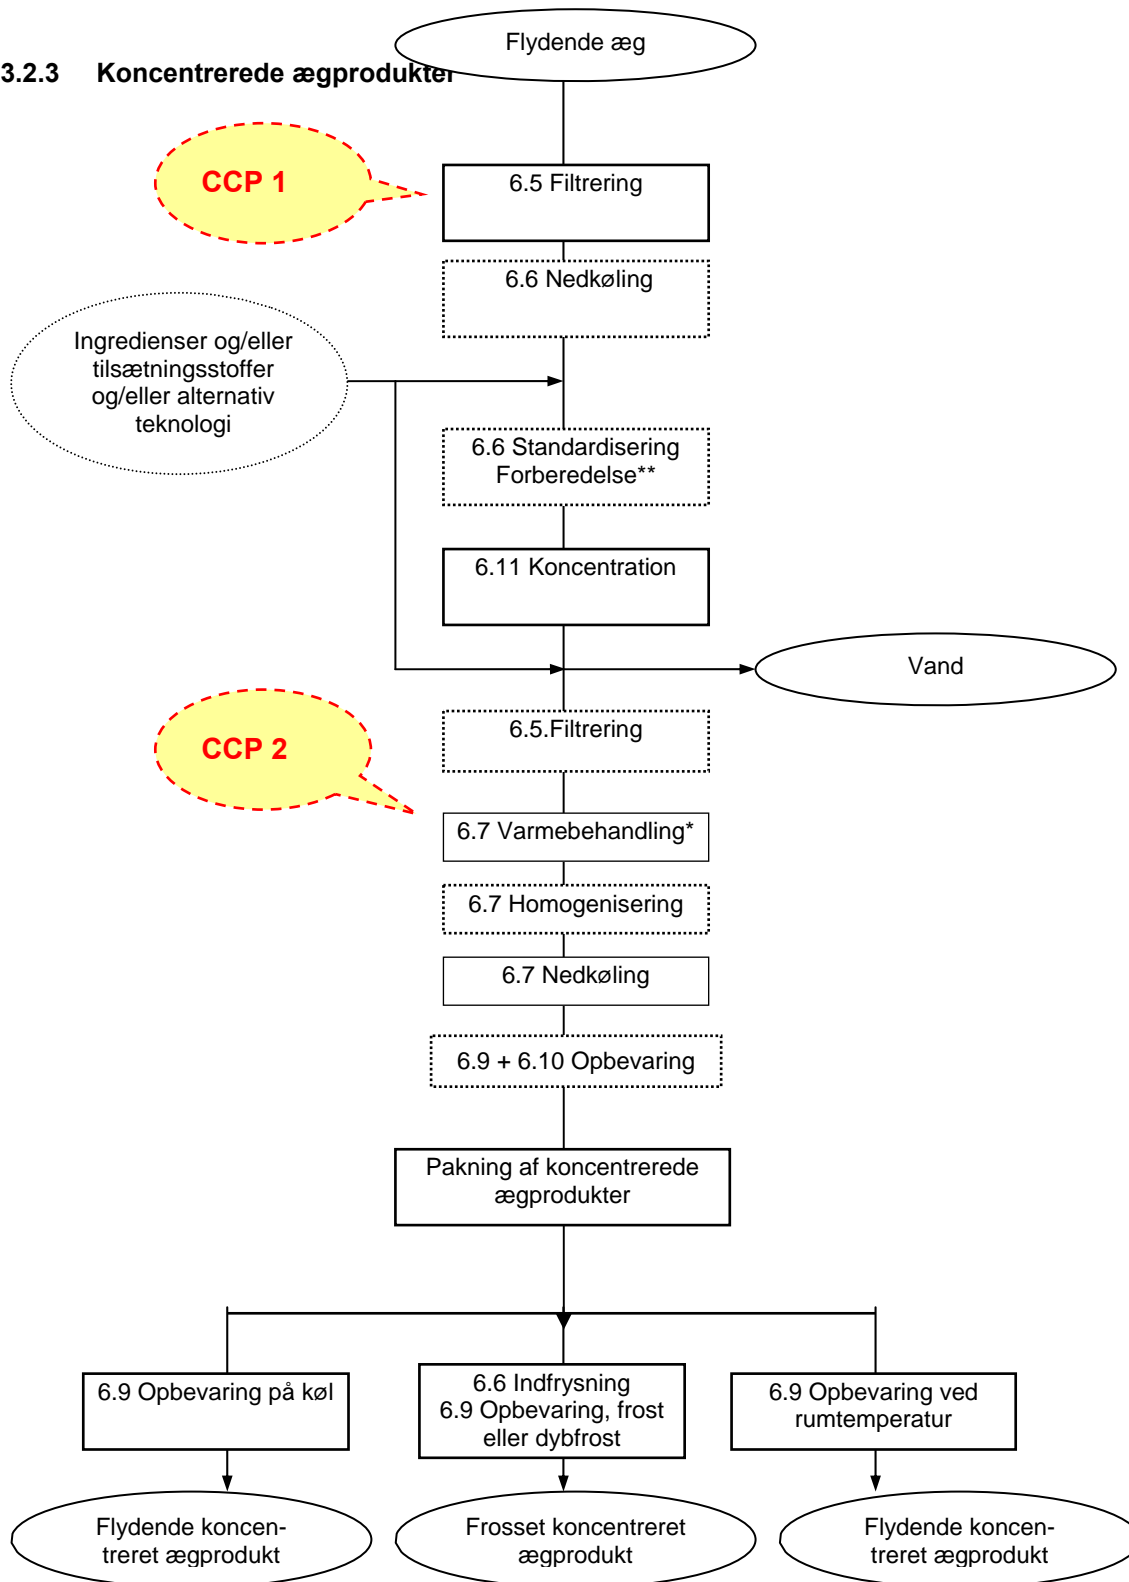 Flydende æg
3.2.3 Koncentrerede ægprodukter
CCP 1
6.5 Filtrering
6.6 Nedkøling
Ingredienser og/eller
tilsætningsstoffer
og/eller alternativ
teknologi
6.6 Standardisering
Forberedelse**
6.11 Koncentration
Vand
6.5.Filtrering
CCP 2
6.7 Varmebehandling*
6.7 Homogenisering
6.7 Nedkøling
6.9 + 6.10 Opbevaring
Pakning af koncentrerede
ægprodukter
6.9 Opbevaring på køl
6.6 Indfrysning
6.9 Opbevaring, frost
eller dybfrost
6.9 Opbevaring ved
rumtemperatur
Flydende koncen-
treret ægprodukt
Frosset koncentreret
ægprodukt
Flydende koncen-
treret ægprodukt